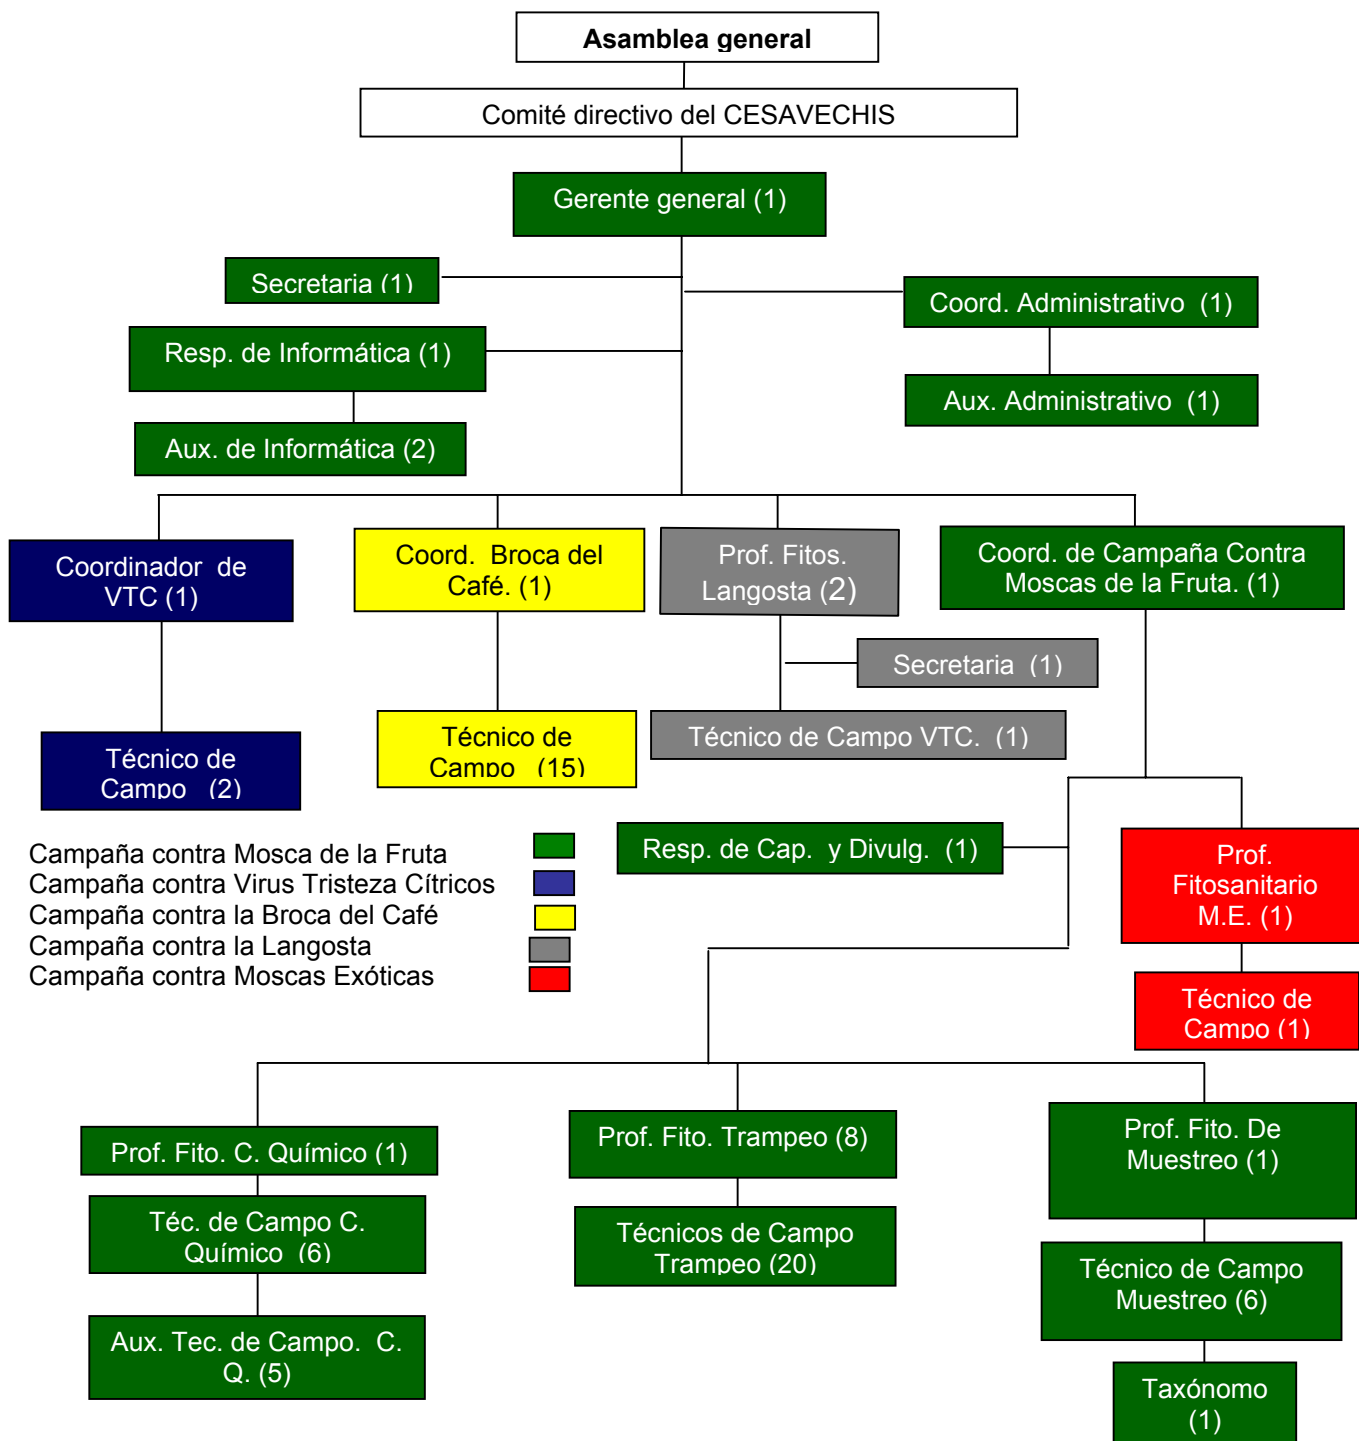 Asamblea general
Comité directivo del CESAVECHIS
Gerente general (1)
Secretaria (1)
Coord. Administrativo (1)
Resp. de Informática (1)
Aux. Administrativo (1)
Aux. de Informática (2)
Coordinador de
VTC (1)
Coord. Broca del
Café. (1)
Prof. Fitos.
Langosta (2)
Coord. de Campaña Contra
Moscas de la Fruta. (1)
Secretaria (1)
Técnico de
Campo (2)
Técnico de
Campo (15)
Técnico de Campo VTC. (1)
Resp. de Cap. y Divulg. (1)
Prof.
Fitosanitario
M.E. (1)
Técnico de
Campo (1)
Campaña contra Mosca de la Fruta
Campaña contra Virus Tristeza Cítricos
Campaña contra la Broca del Café
Campaña contra la Langosta
Campaña contra Moscas Exóticas
Prof. Fito. C. Químico (1)
Téc. de Campo C.
Químico (6)
Aux. Tec. de Campo. C.
Q. (5)
Prof. Fito. Trampeo (8)
Técnicos de Campo
Trampeo (20)
Prof. Fito. De
Muestreo (1)
Técnico de Campo
Muestreo (6)
Taxónomo
(1)